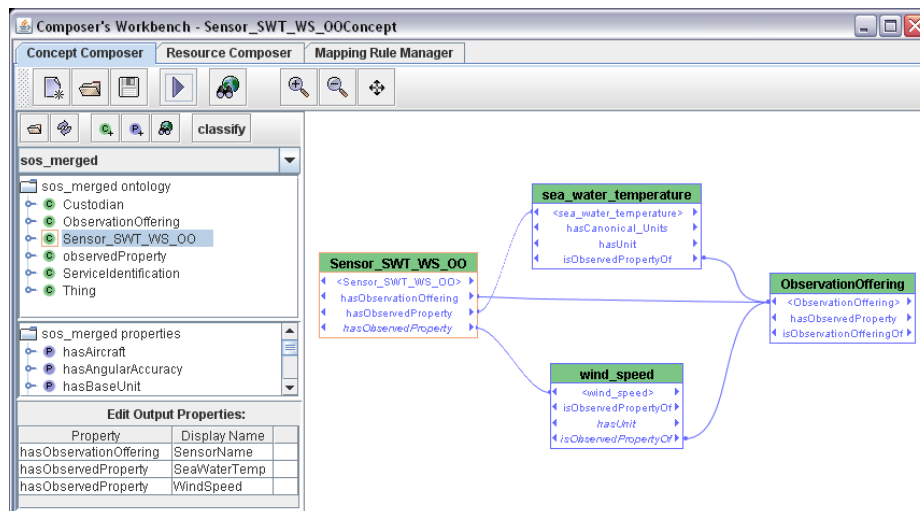 Composer's Workbench - Sensor_SWT_WS_OOConcept
Concept Composer Resource Composer Mapping Rule Manager
classify
sos_merged
sos_merged ontology
Custodian
ObservationOffering
Sensor_SWT_WS_OO
observedProperty
ServiceIdentification
Thing
sos_merged properties
hasAircraft
hasAngularAccuracy
hasBaseUnit
Edit Output Properties:
Property Display Name
hasObservationOffering SensorName
hasObservedProperty SeaWaterTemp
hasObservedProperty WindSpeed
Sensor_SWT_WS_OO
<Sensor_SWT_WS_OO>
hasObservationOffering
hasObservedProperty
hasObservedProperty
sea_water_temperature
<sea_water_temperature>
hasCanonical_Units
hasUnit
isObservedPropertyOf
wind_speed
<wind_speed>
isObservedPropertyOf
hasUnit
isObservedPropertyOf
ObservationOffering
<ObservationOffering>
hasObservedProperty
isObservationOfferingOf